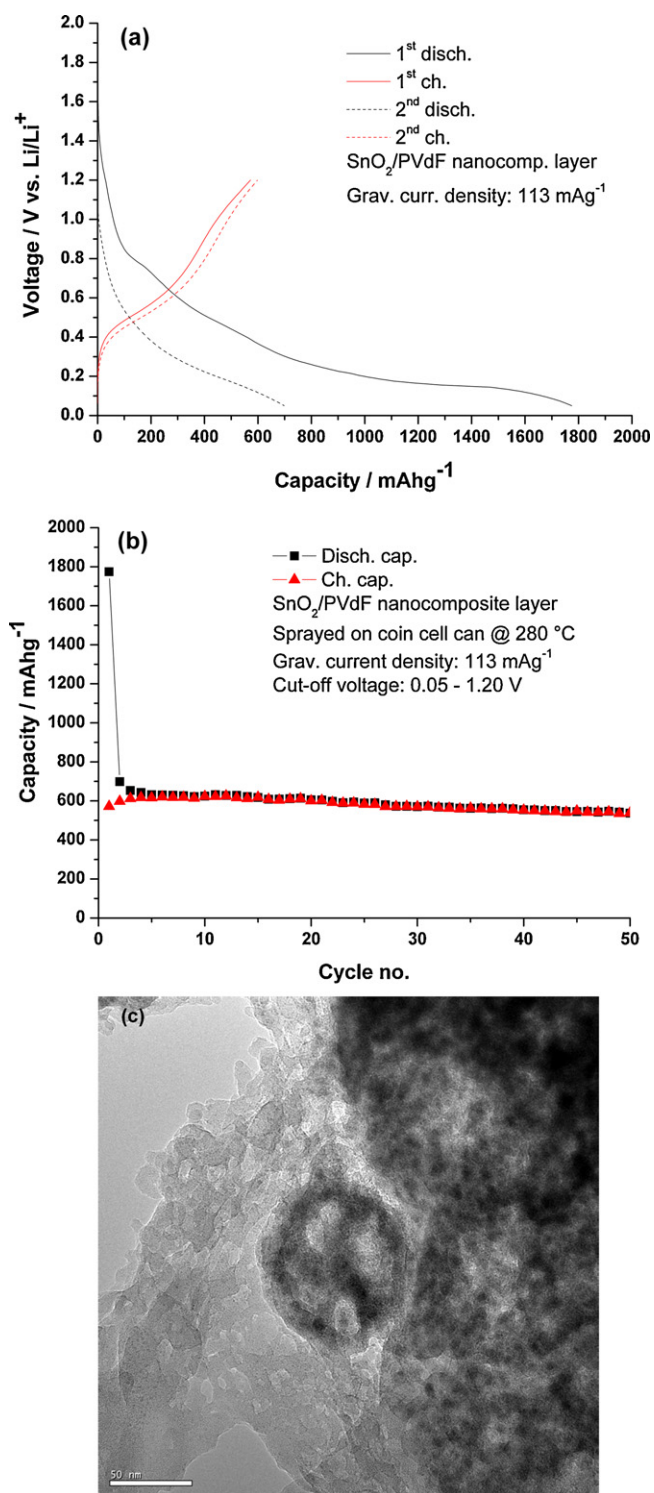 (a)
1st disch.
1st ch.
2nd disch.
2nd ch.
SnO2/PVdF nanocomp. layer
Grav. curr. density: 113 mAg-1
Voltage / V vs. Li/Li+
2.0
1.8
1.6
1.4
1.2
1.0
0.8
0.6
0.4
0.2
0.0
0 200 400 600 800 1000 1200 1400 1600 1800 2000
Capacity / mAhg-1
(b)
Disch. cap.
Ch. cap.
SnO2/PVdF nanocomposite layer
Sprayed on coin cell can @ 280 °C
Grav. current density: 113 mAg-1
Cut-off voltage: 0.05 - 1.20 V
Capacity / mAhg-1
2000
1800
1600
1400
1200
1000
800
600
400
200
0
0 10 20 30 40 50
Cycle no.
(c)
50 nm